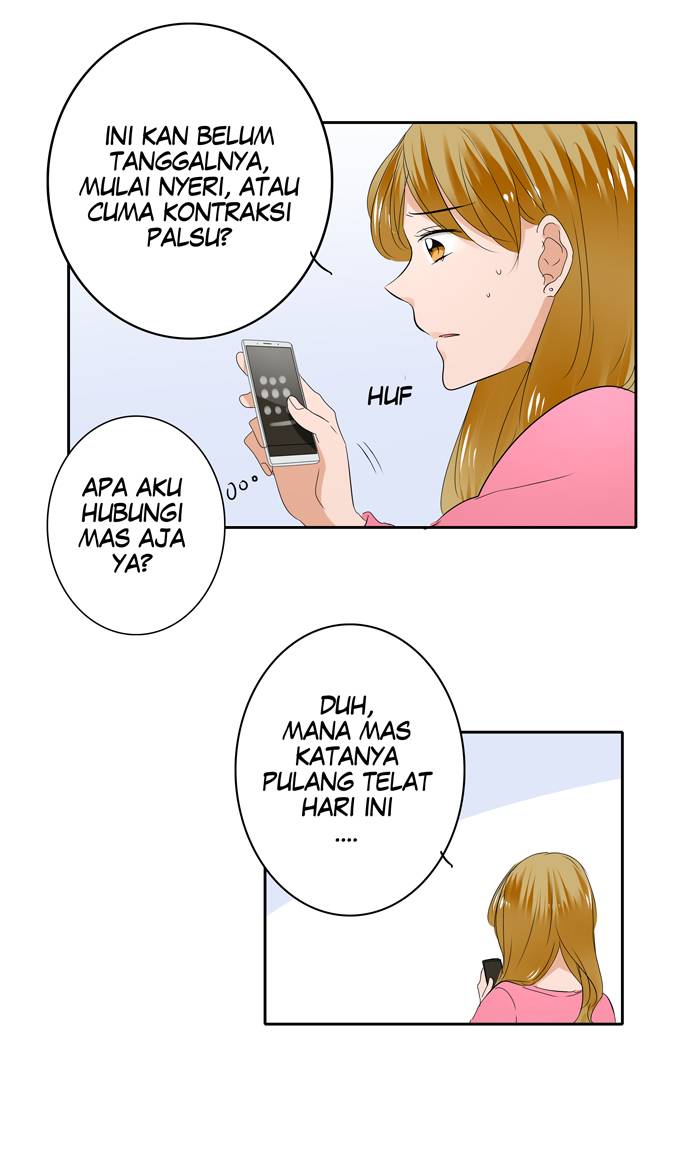 INI KAN BELUM
TANGGALNYA,
MULAI NYERI, ATAU
CUMA KONTRAKSI
PALSU?
HUF
APA AKU
HUBUNGI
MAS AJA
YA?
DUH,
MANA MAS
KATANYA
PULANG TELAT
HARI INI
....